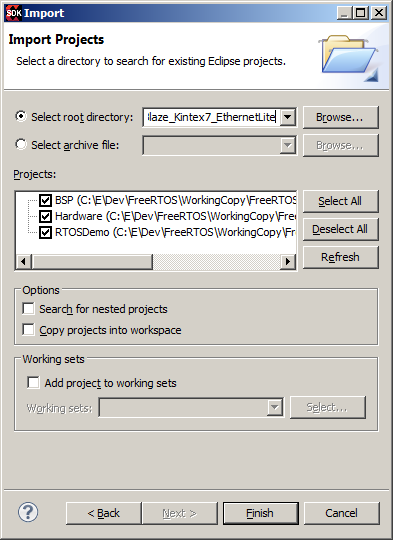 SDK Import
Import Projects
Select a directory to search for existing Eclipse projects.
Select root directory: laze_Kintex7_EthernetLite Browse...
Select archive file: Browse...
Projects:
BSP (C:\E\Dev\FreeRTOS\WorkingCopy\FreeRTOS
Hardware (C:\E\Dev\FreeRTOS\WorkingCopy\Free
RTOSDemo (C:\E\Dev\FreeRTOS\WorkingCopy\Fr
Select All
Deselect All
Refresh
Options
Search for nested projects
Copy projects into workspace
Working sets
Add project to working sets
Working sets: Select...
? < Back Next > Finish Cancel